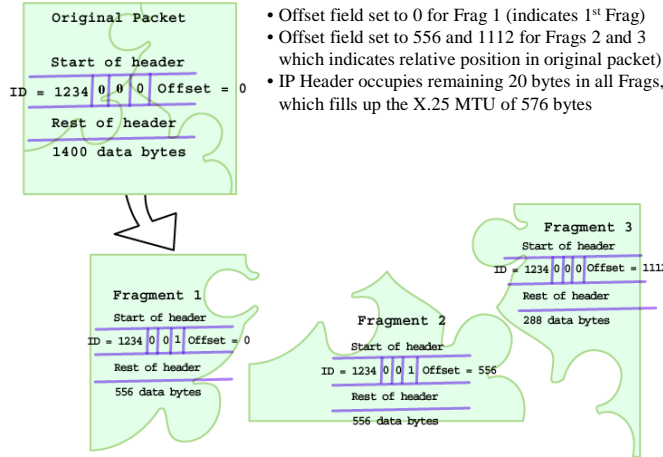 Original Packet
Start of header
ID = 1234 0 0 0 Offset = 0
Rest of header
1400 data bytes
• Offset field set to 0 for Frag 1 (indicates 1st Frag)
• Offset field set to 556 and 1112 for Frags 2 and 3
which indicates relative position in original packet)
• IP Header occupies remaining 20 bytes in all Frags,
which fills up the X.25 MTU of 576 bytes
Fragment 1
Start of header
ID = 1234 0 0 1 Offset = 0
Rest of header
556 data bytes
Fragment 2
Start of header
ID = 1234 0 0 1 Offset = 556
Rest of header
556 data bytes
Fragment 3
Start of header
ID = 1234 0 0 0 Offset = 1112
Rest of header
288 data bytes